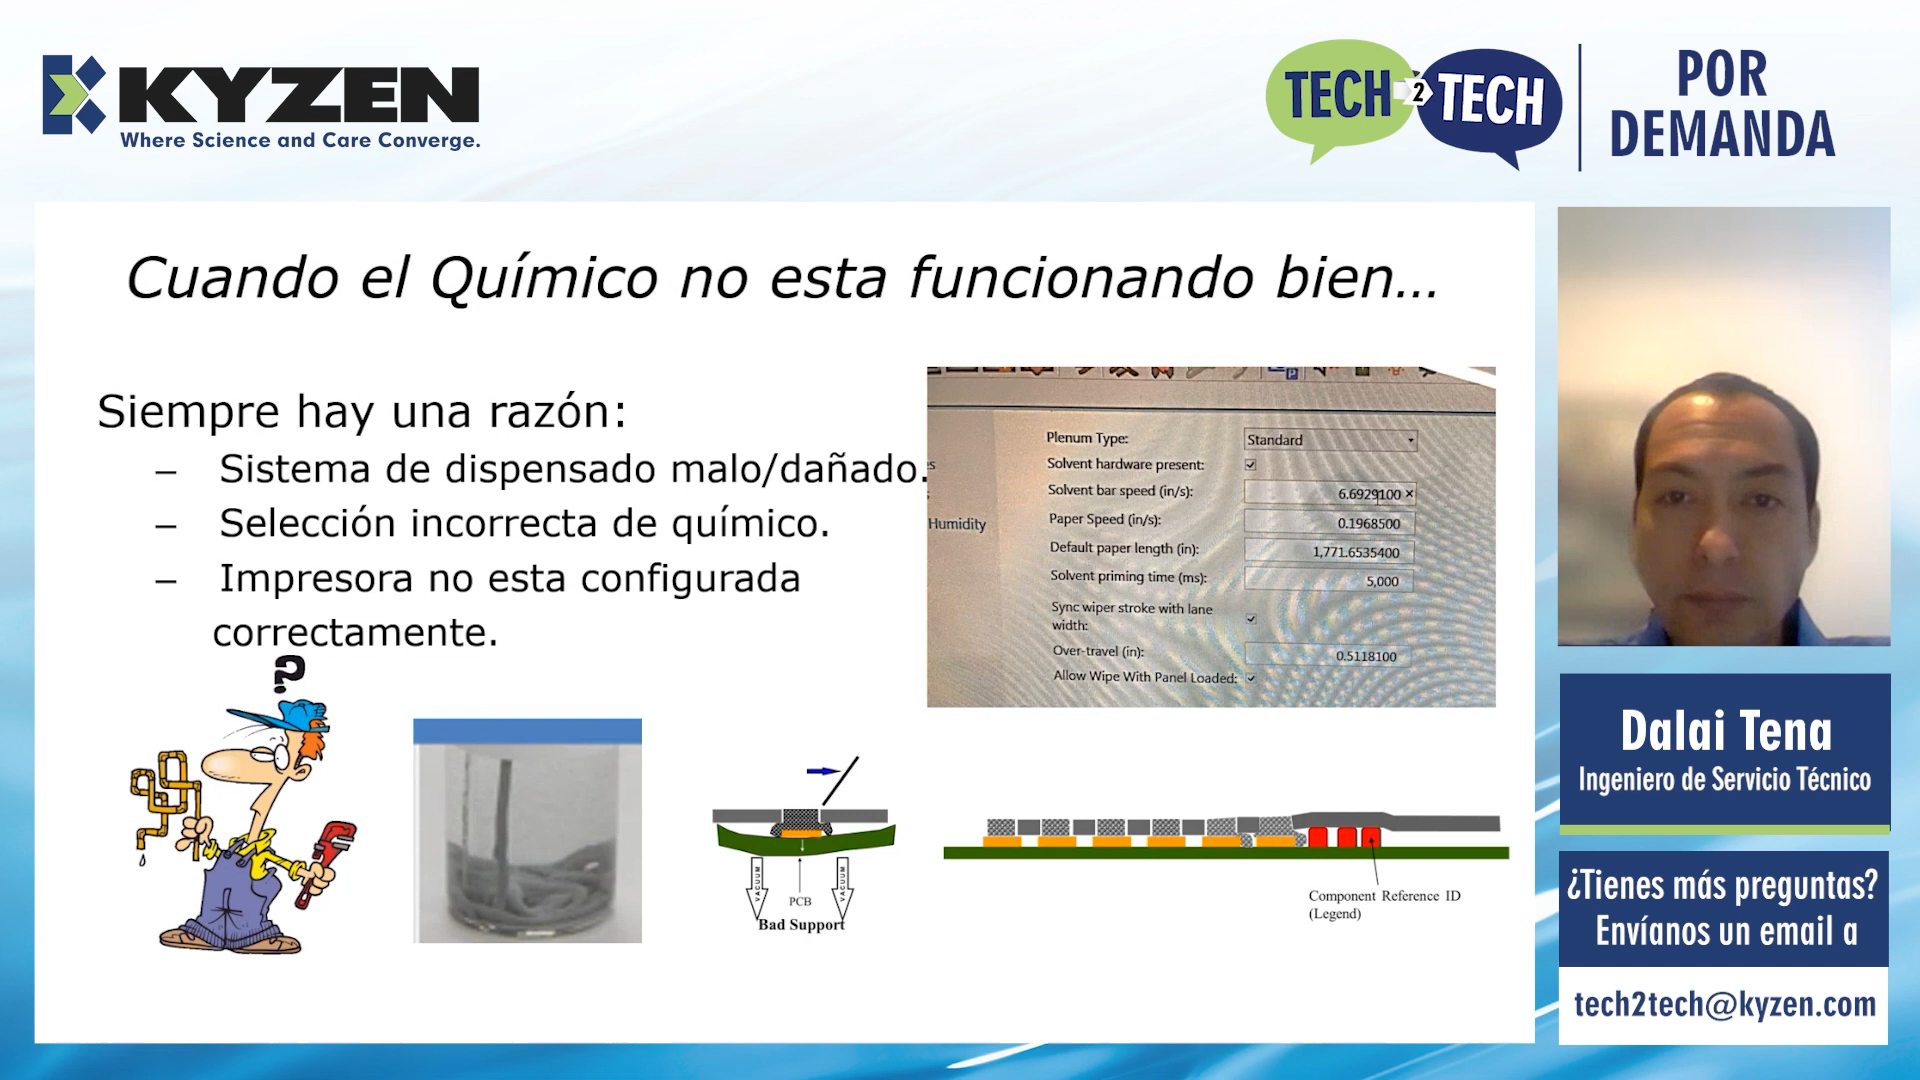 KYZEN
Where Science and Care Converge.
TECH 2 TECH
POR
DEMANDA
Cuando el Químico no esta funcionando bien...
Siempre hay una razón:
– Sistema de dispensado malo/dañado.
– Selección incorrecta de químico.
– Impresora no esta configurada
correctamente.
Plenum Type: Standard
Solvent hardware present:
Solvent bar speed (in/s): 6.6929100 ×
Humidity
Paper Speed (in/s): 0.1968500
Default paper length (in): 1,771.6535400
Solvent priming time (ms): 5,000
Sync wiper stroke with lane
width:
Over-travel (in): 0.5118100
Allow Wipe With Panel Loaded:
?
VACUUM
VACUUM
PCB
Bad Support
Component Reference ID
(Legend)
Dalai Tena
Ingeniero de Servicio Técnico
¿Tienes más preguntas?
Envíanos un email a
tech2tech@kyzen.com